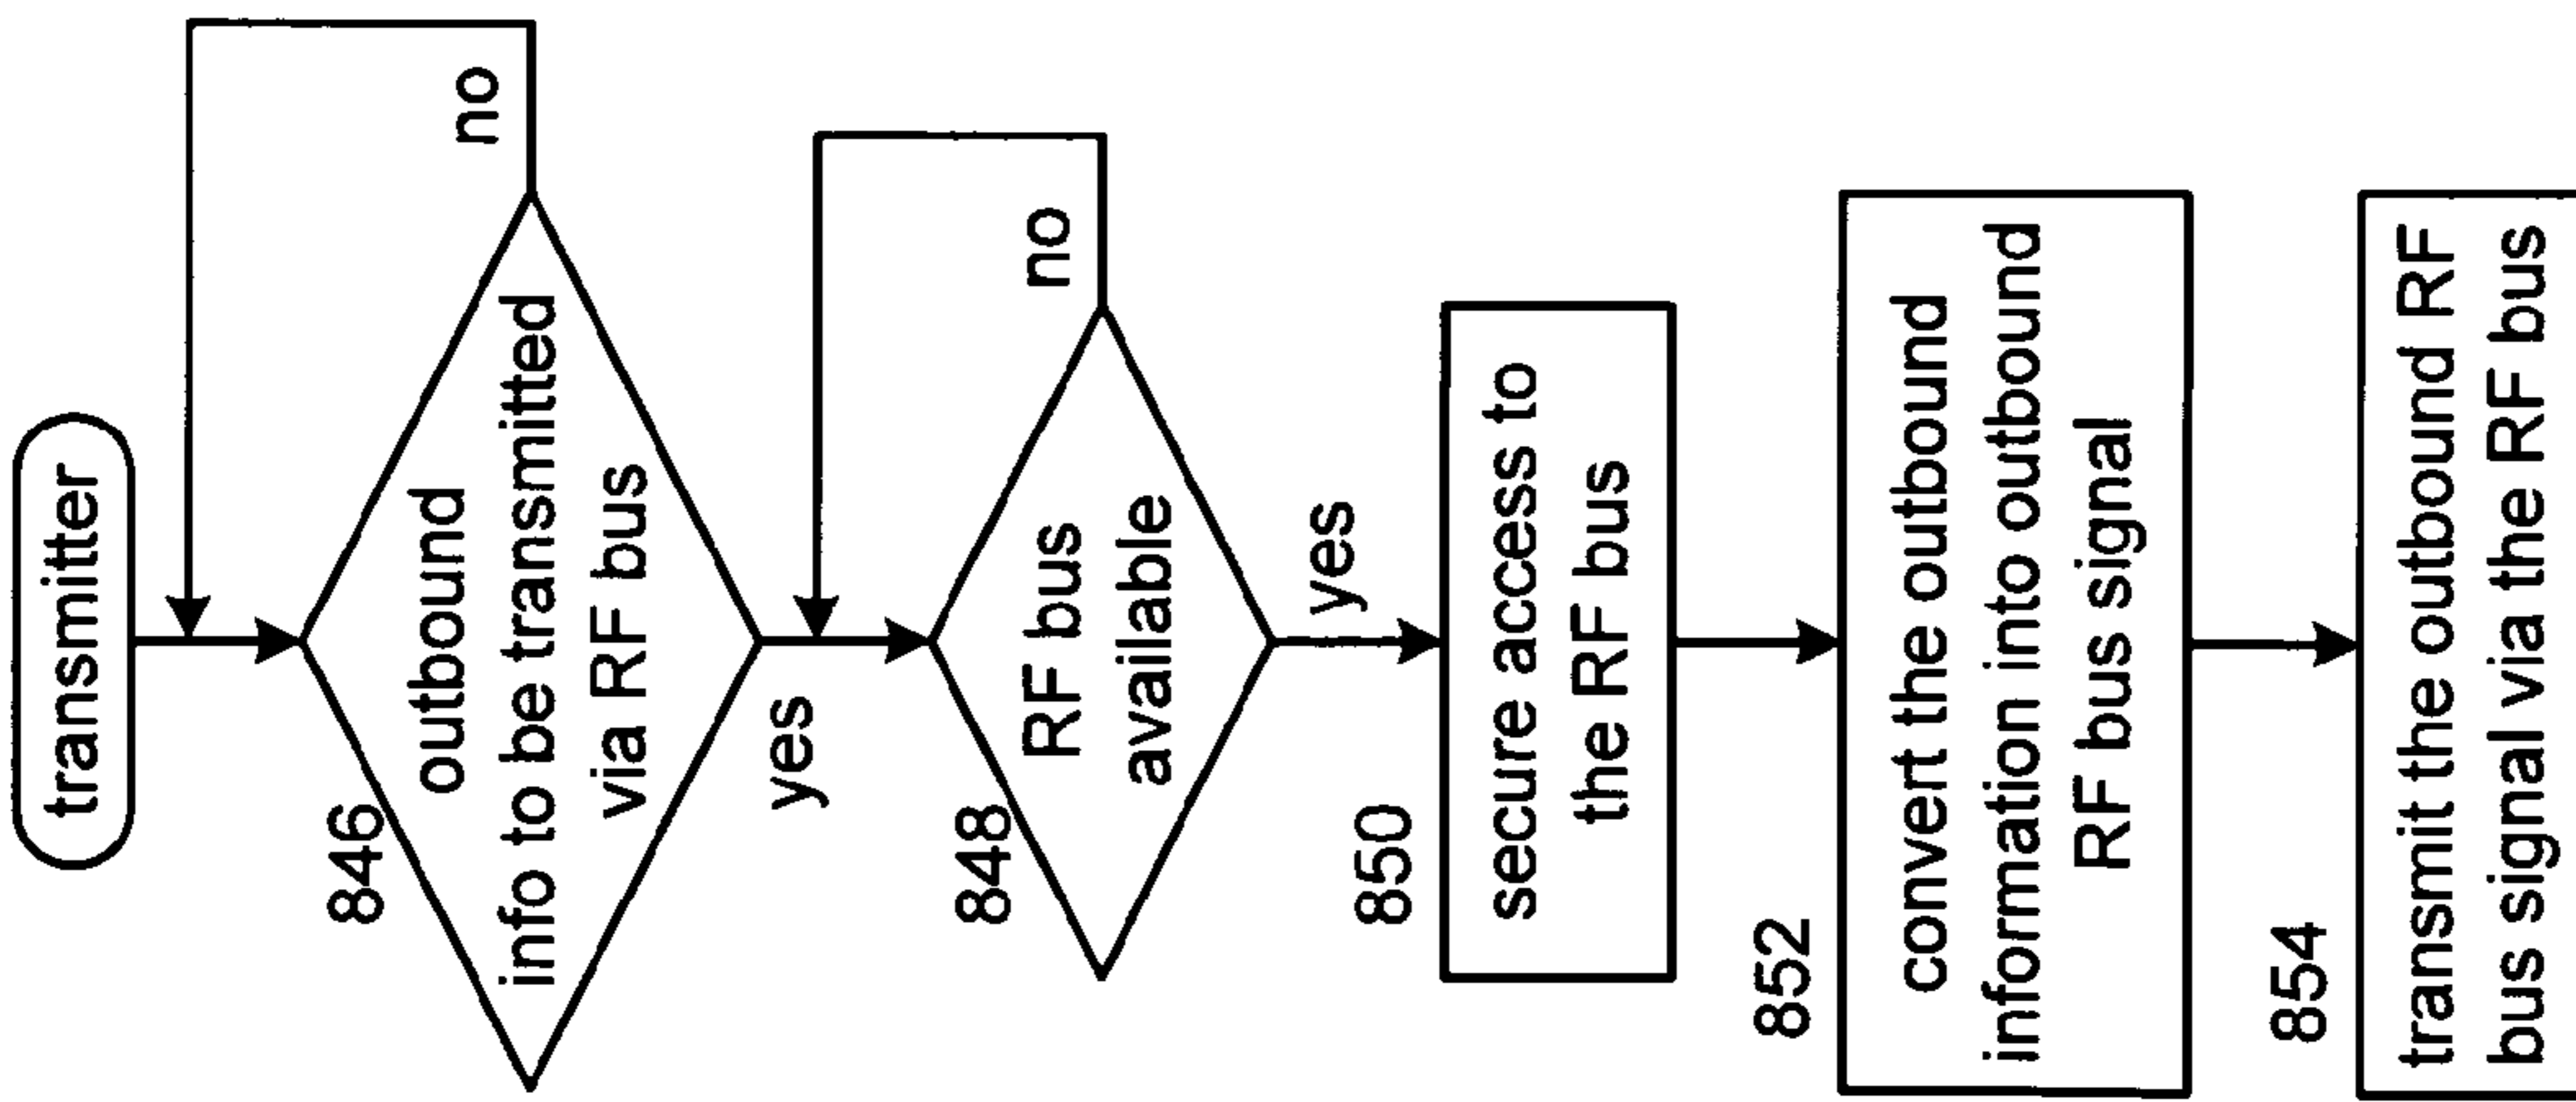 transmitter
846
outbound
info to be transmitted
via RF bus
no
yes
848
RF bus
available
no
yes
850
secure access to
the RF bus
852
convert the outbound
information into outbound
RF bus signal
854
transmit the outbound RF
bus signal via the RF bus